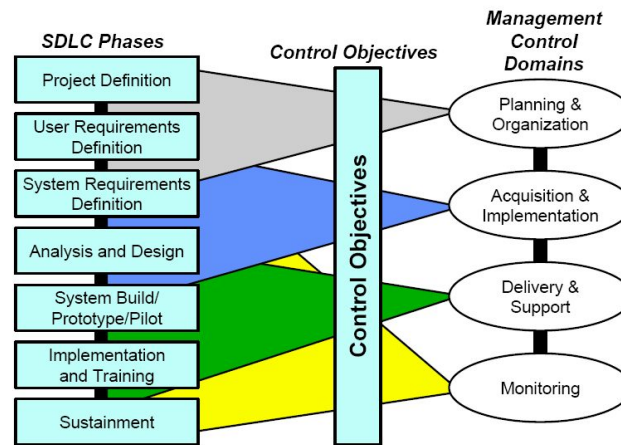 SDLC Phases
Project Definition
User Requirements
Definition
System Requirements
Definition
Analysis and Design
System Build/
Prototype/Pilot
Implementation
and Training
Sustainment
Control Objectives
Control Objectives
Management
Control
Domains
Planning &
Organization
Acquisition &
Implementation
Delivery &
Support
Monitoring